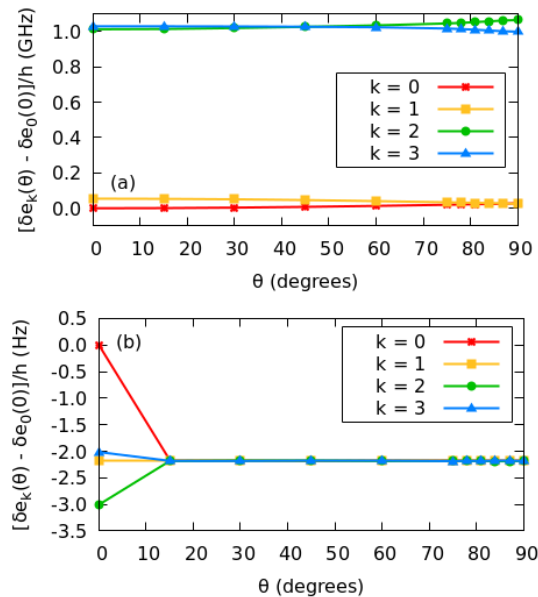 [δe_k(θ) - δe_0(0)]/h (GHz)
1.0
0.8
0.6
0.4
0.2
0.0
k = 0
k = 1
k = 2
k = 3
(a)
0 10 20 30 40 50 60 70 80 90
θ (degrees)
[δe_k(θ) - δe_0(0)]/h (Hz)
0.5
0.0
-0.5
-1.0
-1.5
-2.0
-2.5
-3.0
-3.5
(b)
k = 0
k = 1
k = 2
k = 3
0 10 20 30 40 50 60 70 80 90
θ (degrees)